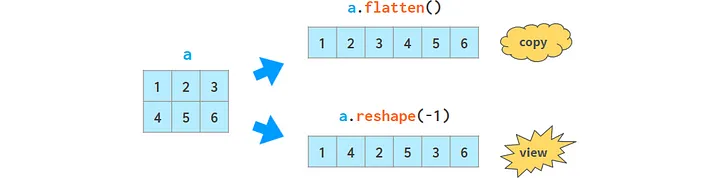 a.flatten()
1 2 3 4 5 6
copy
a
1 2 3
4 5 6
a.reshape(-1)
1 4 2 5 3 6
view